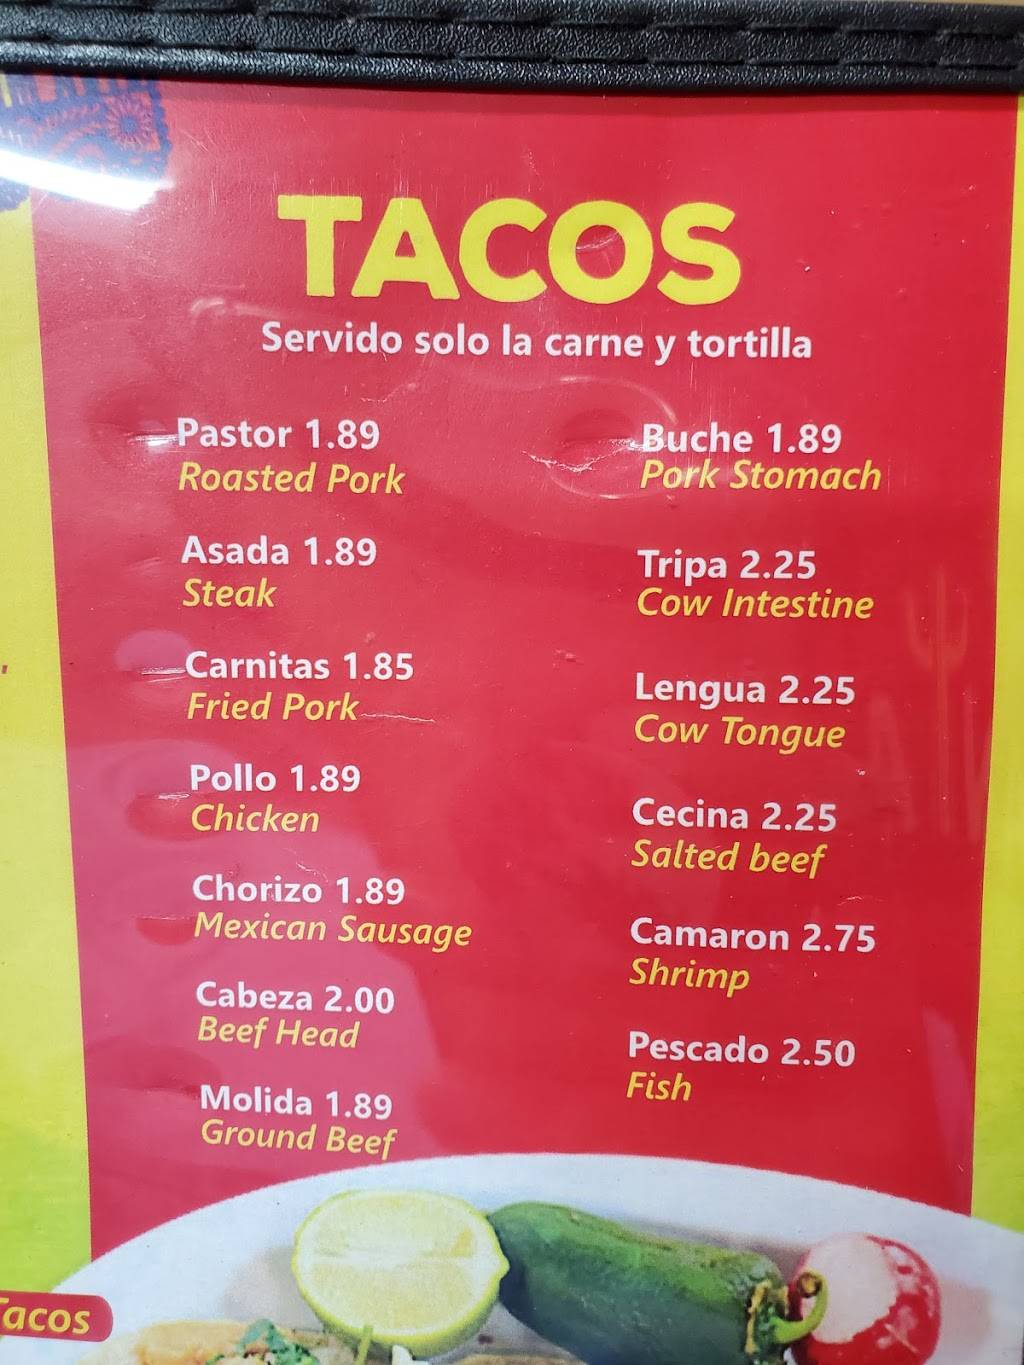 TACOS
Servido solo la carne y tortilla
Pastor 1.89
Roasted Pork
Asada 1.89
Steak
Carnitas 1.85
Fried Pork
Pollo 1.89
Chicken
Chorizo 1.89
Mexican Sausage
Cabeza 2.00
Beef Head
Molida 1.89
Ground Beef
Buche 1.89
Pork Stomach
Tripa 2.25
Cow Intestine
Lengua 2.25
Cow Tongue
Cecina 2.25
Salted beef
Camaron 2.75
Shrimp
Pescado 2.50
Fish
Tacos